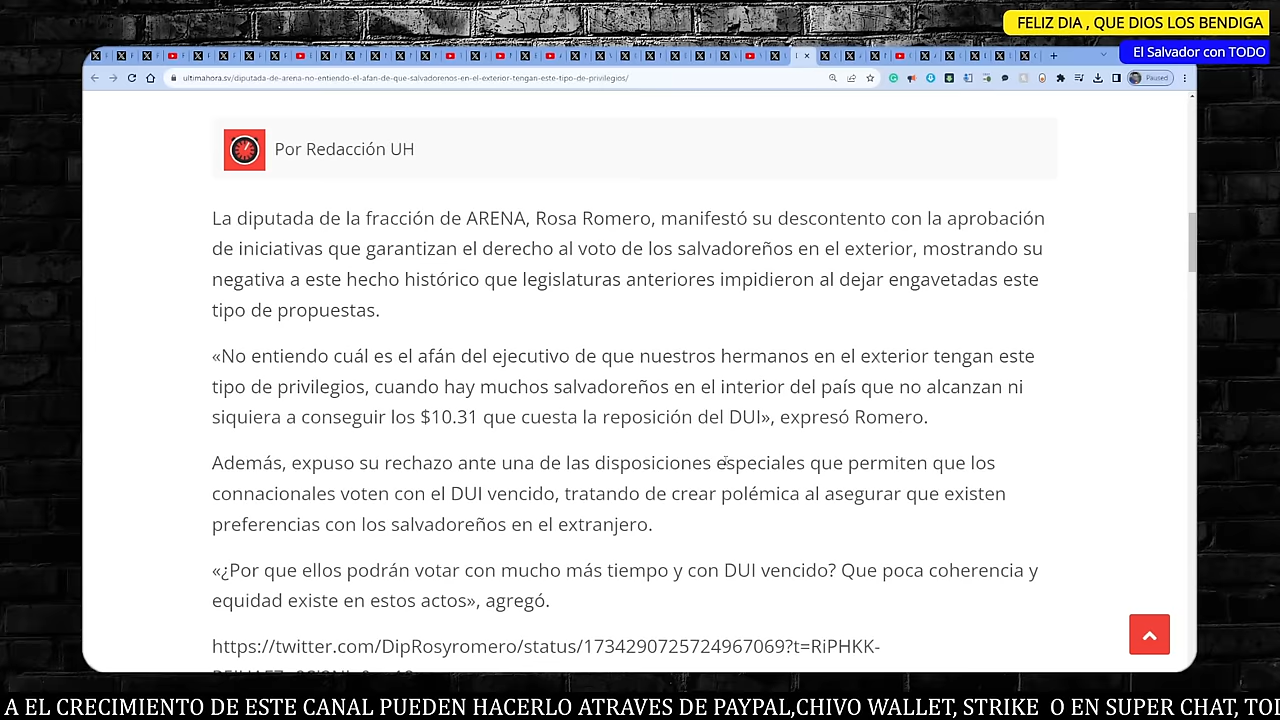 FELIZ DIA , QUE DIOS LOS BENDIGA
El Salvador con TODO
ultimahora.sv/diputada-de-arena-no-entiendo-el-afan-de-que-salvadorenos-en-el-exterior-tengan-este-tipo-de-privilegios/
Paused
Por Redacción UH
La diputada de la fracción de ARENA, Rosa Romero, manifestó su descontento con la aprobación
de iniciativas que garantizan el derecho al voto de los salvadoreños en el exterior, mostrando su
negativa a este hecho histórico que legislaturas anteriores impidieron al dejar engavetadas este
tipo de propuestas.
«No entiendo cuál es el afán del ejecutivo de que nuestros hermanos en el exterior tengan este
tipo de privilegios, cuando hay muchos salvadoreños en el interior del país que no alcanzan ni
siquiera a conseguir los $10.31 que cuesta la reposición del DUI», expresó Romero.
Además, expuso su rechazo ante una de las disposiciones especiales que permiten que los
connacionales voten con el DUI vencido, tratando de crear polémica al asegurar que existen
preferencias con los salvadoreños en el extranjero.
«¿Por que ellos podrán votar con mucho más tiempo y con DUI vencido? Que poca coherencia y
equidad existe en estos actos», agregó.
https://twitter.com/DipRosyromero/status/1734290725724967069?t=RiPHKK-
A EL CRECIMIENTO DE ESTE CANAL PUEDEN HACERLO ATRAVES DE PAYPAL,CHIVO WALLET, STRIKE O EN SUPER CHAT, TOD